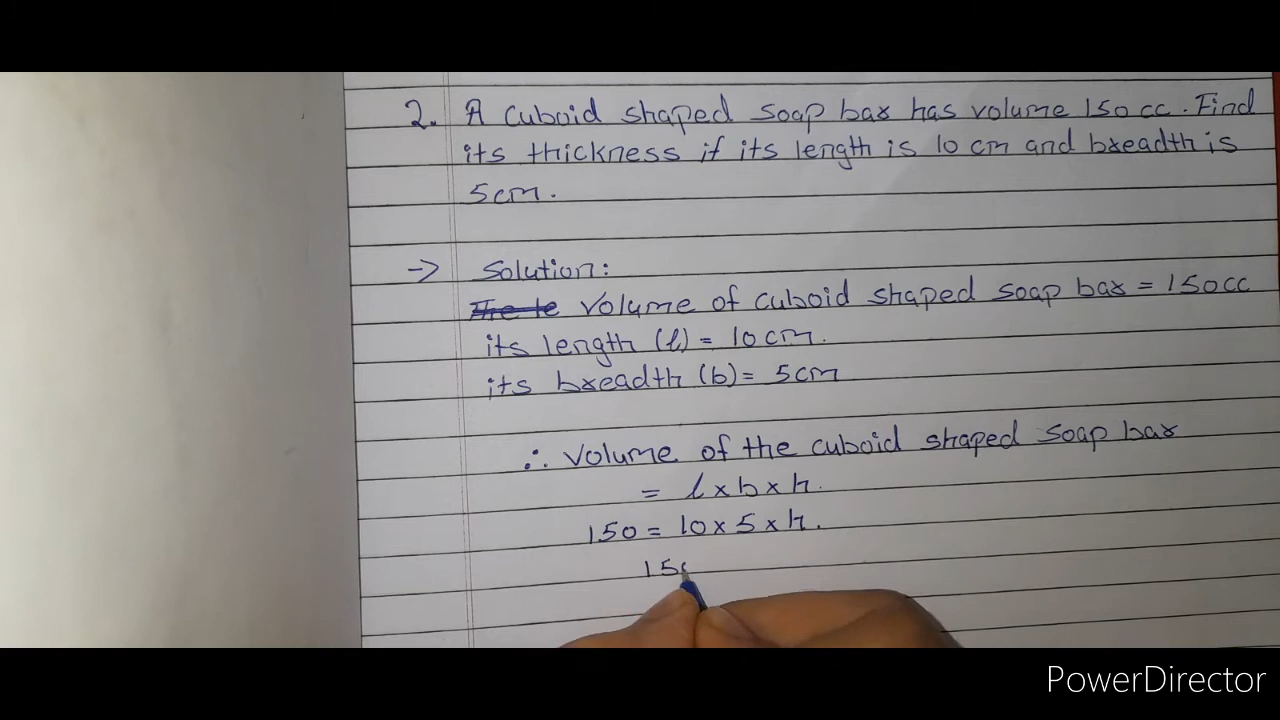 2. A cuboid shaped soap bar has volume 150 cc. Find
its thickness if its length is 10 cm and breadth is
5cm.
-> Solution:
The le volume of cuboid shaped soap bar = 150cc
its length (l) = 10 cm.
its breadth (b) = 5cm
∴ Volume of the cuboid shaped soap bar
= l x b x h.
150 = 10 x 5 x h.
150
PowerDirector